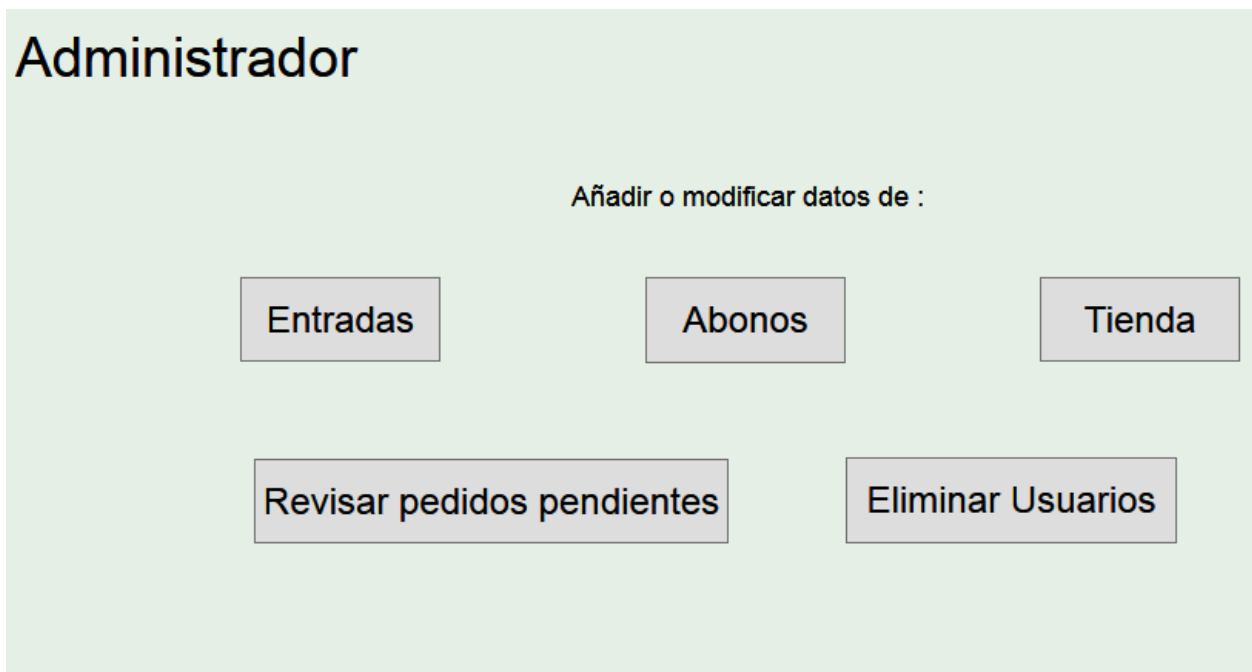 Administrador
Añadir o modificar datos de :
Entradas
Abonos
Tienda
Revisar pedidos pendientes
Eliminar Usuarios